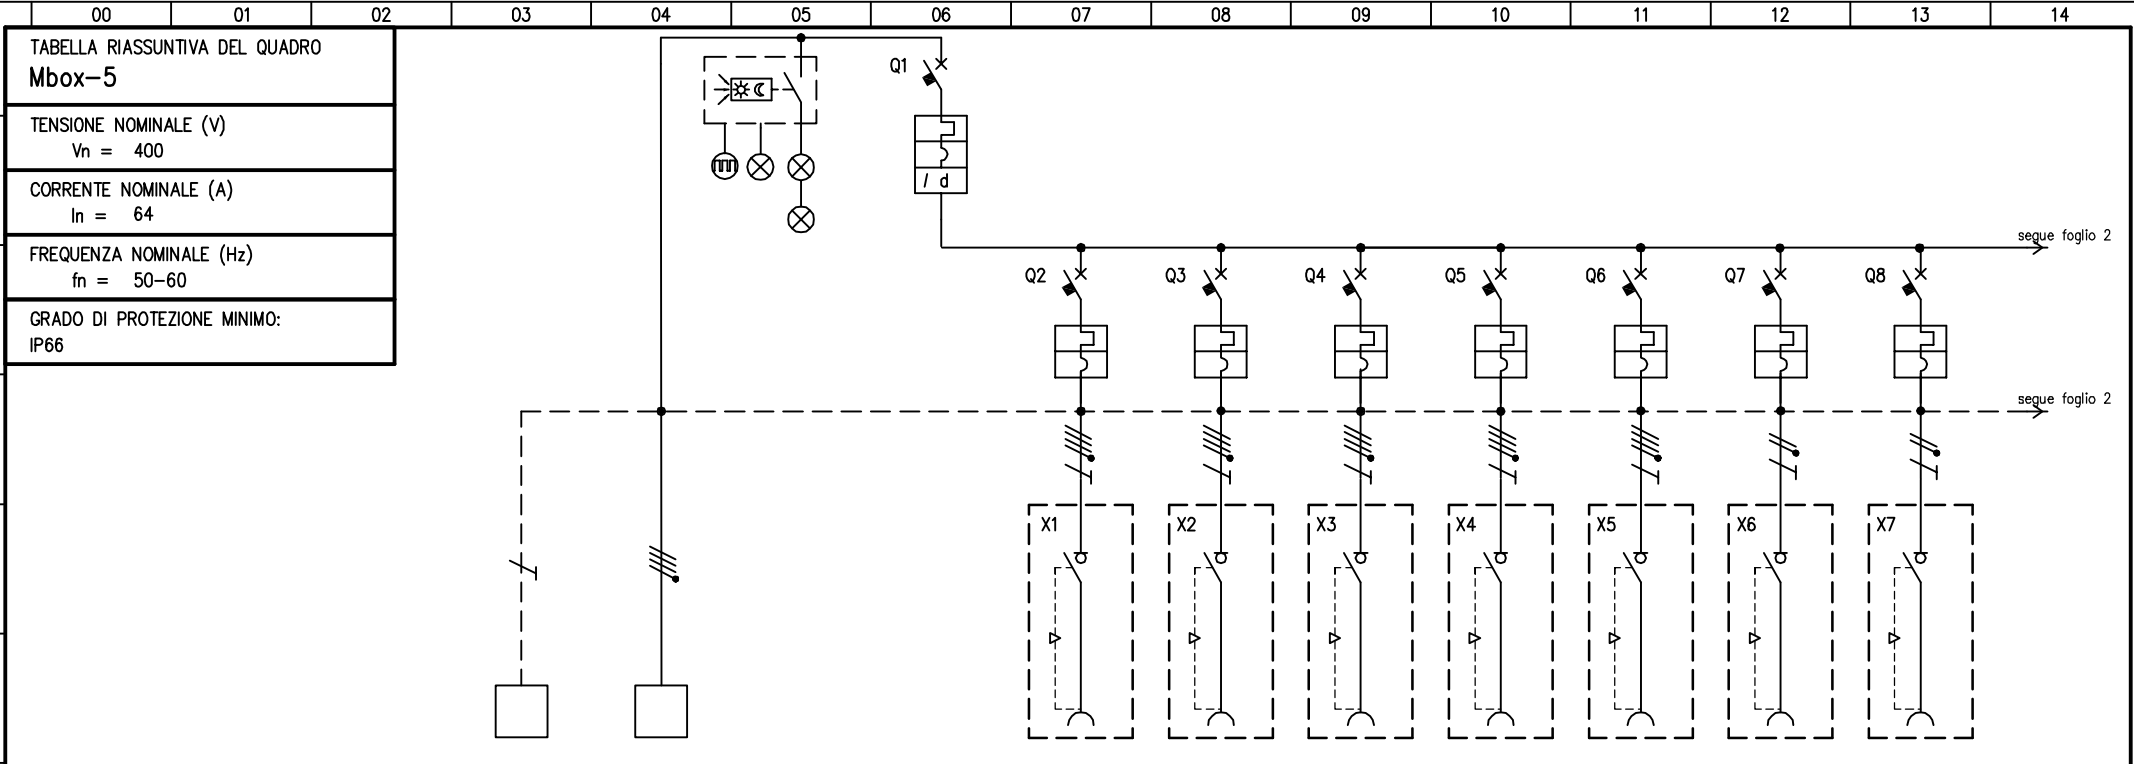 00 01 02 03 04 05 06 07 08 09 10 11 12 13 14
TABELLA RIASSUNTIVA DEL QUADRO
Mbox-5
TENSIONE NOMINALE (V)
Vn = 400
CORRENTE NOMINALE (A)
In = 64
FREQUENZA NOMINALE (Hz)
fn = 50-60
GRADO DI PROTEZIONE MINIMO:
IP66
Q1
I d
segue foglio 2
Q2 Q3 Q4 Q5 Q6 Q7 Q8
segue foglio 2
X1 X2 X3 X4 X5 X6 X7